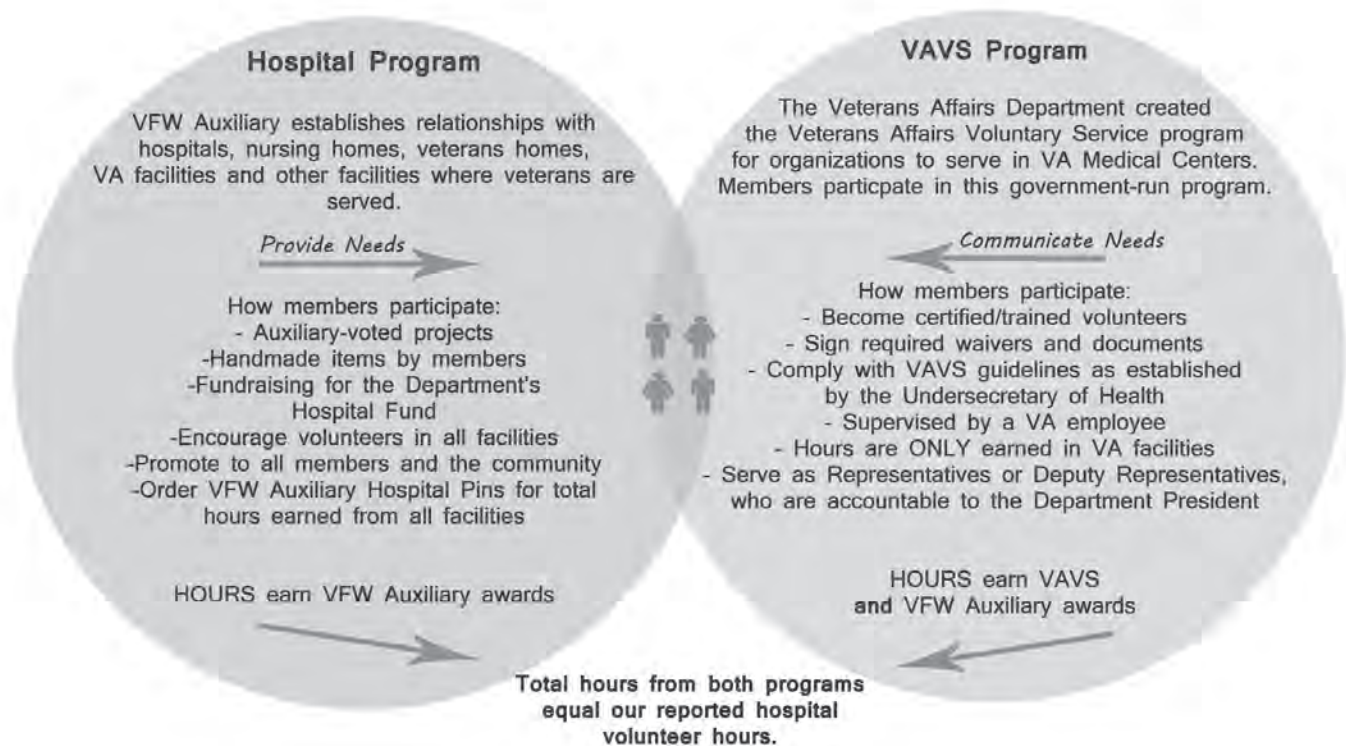 Hospital Program
VFW Auxiliary establishes relationships with
hospitals, nursing homes, veterans homes,
VA facilities and other facilities where veterans are
served.
Provide Needs
How members participate:
- Auxiliary-voted projects
-Handmade items by members
-Fundraising for the Department's
Hospital Fund
-Encourage volunteers in all facilities
-Promote to all members and the community
-Order VFW Auxiliary Hospital Pins for total
hours earned from all facilities
HOURS earn VFW Auxiliary awards
VAVS Program
The Veterans Affairs Department created
the Veterans Affairs Voluntary Service program
for organizations to serve in VA Medical Centers.
Members particpate in this government-run program.
Communicate Needs
How members participate:
- Become certified/trained volunteers
- Sign required waivers and documents
- Comply with VAVS guidelines as established
by the Undersecretary of Health
- Supervised by a VA employee
- Hours are ONLY earned in VA facilities
- Serve as Representatives or Deputy Representatives,
who are accountable to the Department President
HOURS earn VAVS
and VFW Auxiliary awards
Total hours from both programs
equal our reported hospital
volunteer hours.